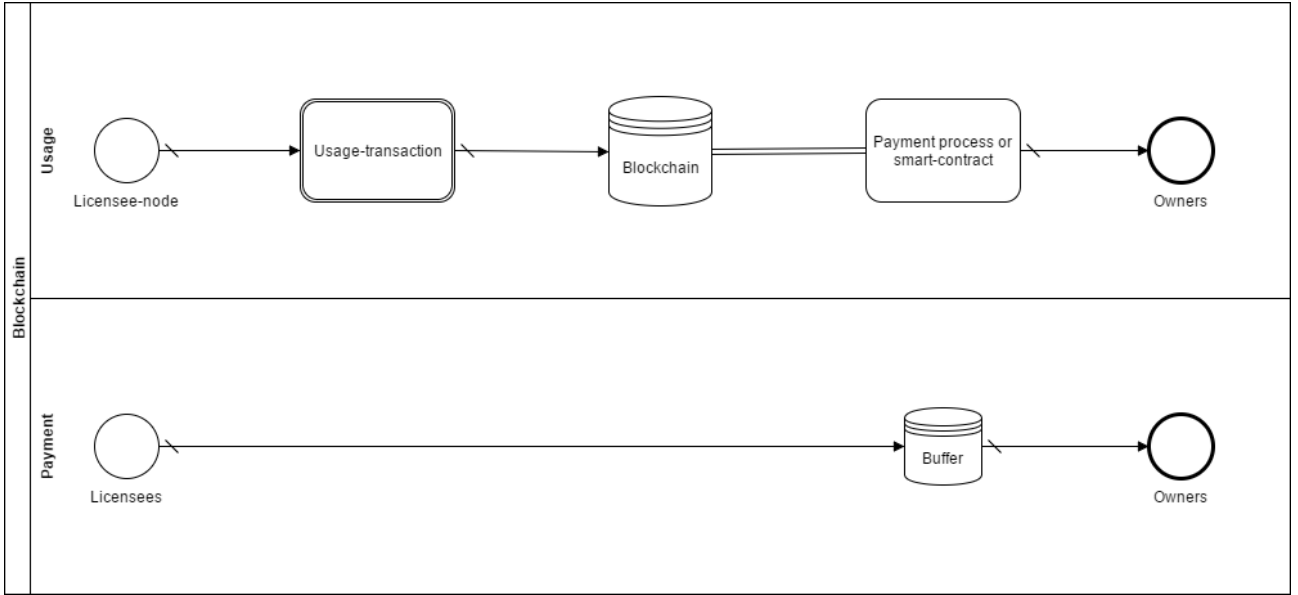 Blockchain
Usage
Licensee-node
Usage-transaction
Blockchain
Payment process or
smart-contract
Owners
Payment
Licensees
Buffer
Owners